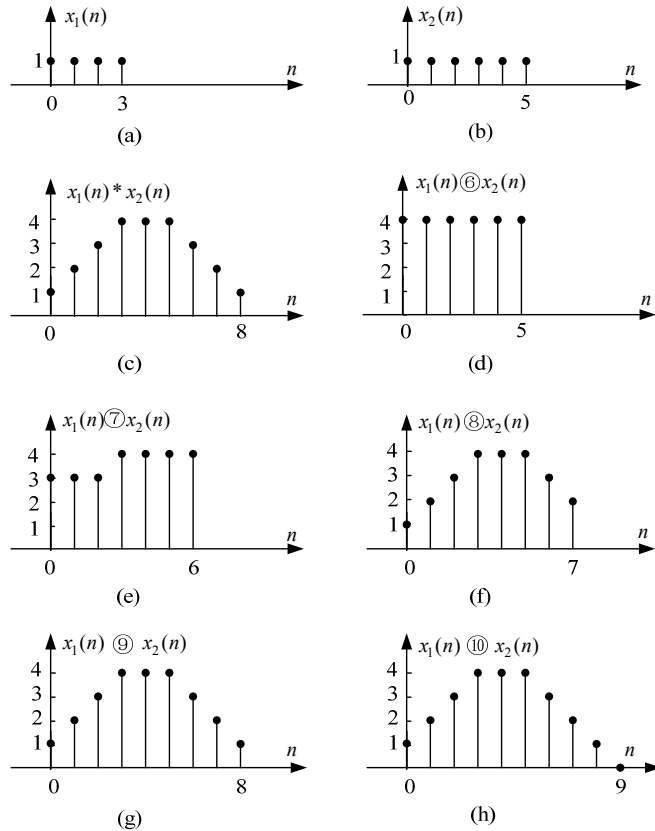 x₁(n)
1
n
0 3
(a)
x₂(n)
1
n
0 5
(b)
x₁(n) * x₂(n)
4
3
2
1
n
0 8
(c)
x₁(n)⑥x₂(n)
4
3
2
1
n
0 5
(d)
x₁(n)⑦x₂(n)
4
3
2
1
n
0 6
(e)
x₁(n)⑧x₂(n)
4
3
2
1
n
0 7
(f)
x₁(n) ⑨ x₂(n)
4
3
2
1
n
0 8
(g)
x₁(n) ⑩ x₂(n)
4
3
2
1
n
0 9
(h)